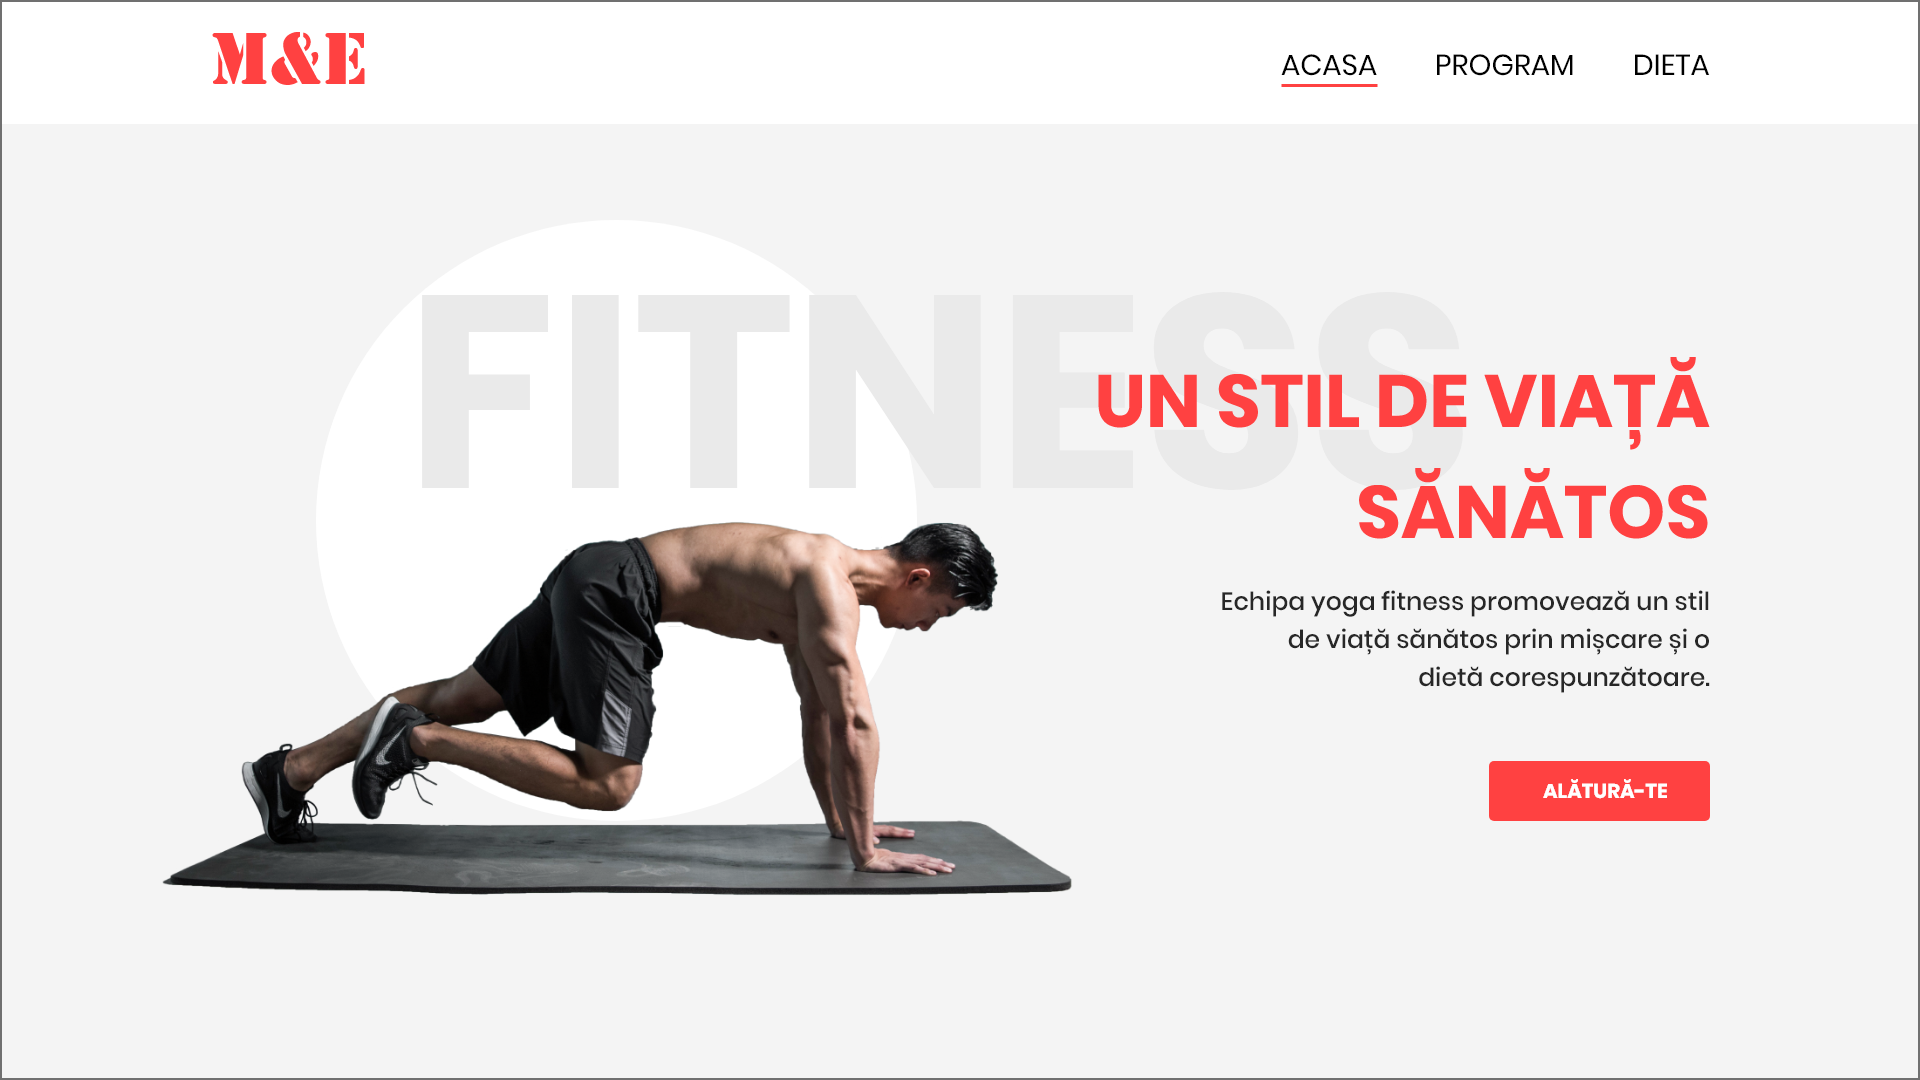 M&E
ACASA
PROGRAM
DIETA
FITNESS
UN STIL DE VIAȚĂ
SĂNĂTOS
Echipa yoga fitness promovează un stil
de viață sănătos prin mișcare și o
dietă corespunzătoare.
ALĂTURĂ-TE